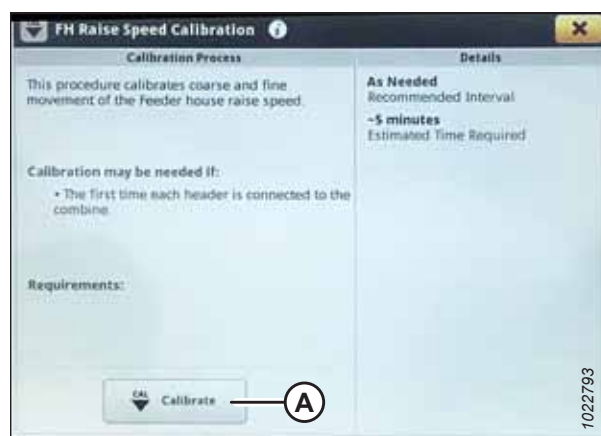 FH Raise Speed Calibration i
Calibration Process
This procedure calibrates coarse and fine
movement of the Feeder house raise speed.
Calibration may be needed if:
• The first time each header is connected to the
combine.
Requirements:
CAL Calibrate
A
Details
As Needed
Recommended Interval
~5 minutes
Estimated Time Required
1022793